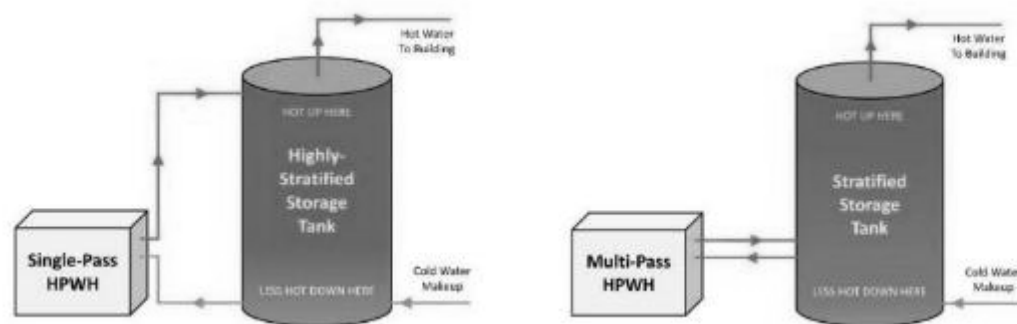 Hot Water
To Building
HOT UP HERE
Highly-
Stratified
Storage
Tank
Single-Pass
HPWH
LESS HOT DOWN HERE
Cold Water
Makeup
Hot Water
To Building
HOT UP HERE
Stratified
Storage
Tank
Multi-Pass
HPWH
LESS HOT DOWN HERE
Cold Water
Makeup